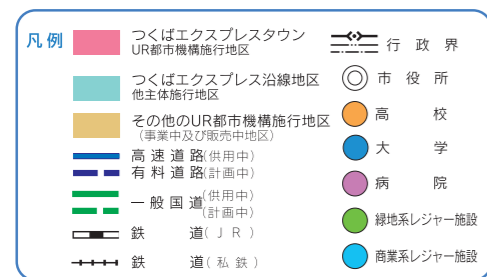 凡例
つくばエクスプレスタウン
UR都市機構施行地区
つくばエクスプレス沿線地区
他主体施行地区
その他のUR都市機構施行地区
（事業中及び販売中地区）
高速道路(供用中)
有料道路(計画中)
一般国道(供用中)
(計画中)
鉄道(ＪＲ)
鉄道(私鉄)
行政界
市役所
高校
大学
病院
緑地系レジャー施設
商業系レジャー施設